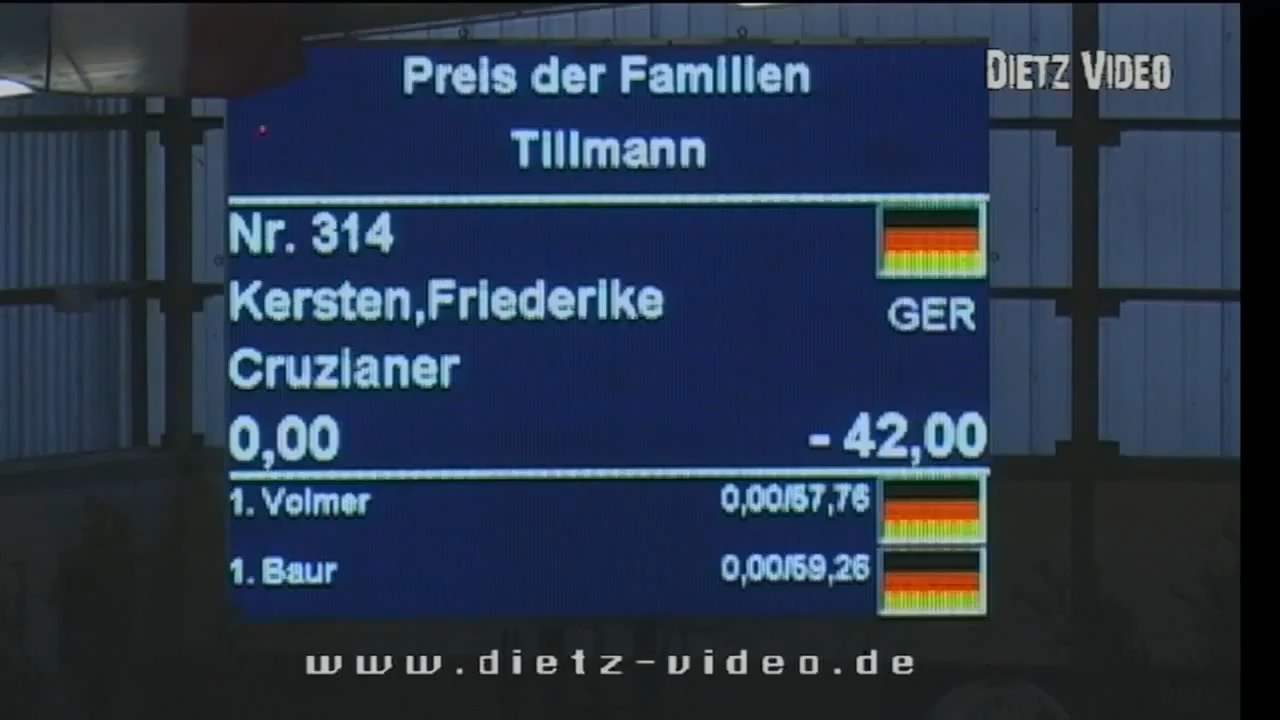 DIETZ VIDEO
Preis der Familien
Tillmann
Nr. 314
Kersten,Friederike
GER
Cruzianer
0,00 - 42,00
1. Volmer 0,00/57,76
1. Baur 0,00/59,26
www.dietz-video.de